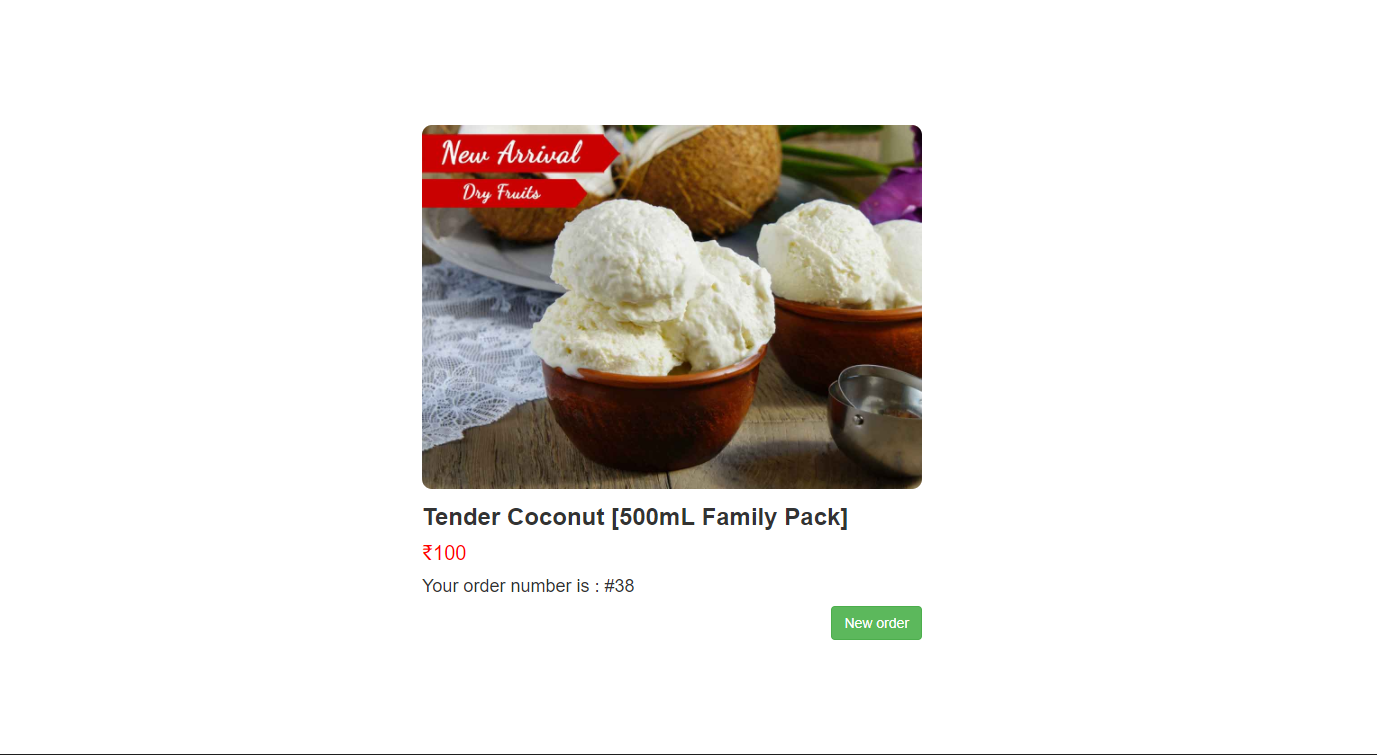 New Arrival
Dry Fruits
Tender Coconut [500mL Family Pack]
₹100
Your order number is : #38
New order